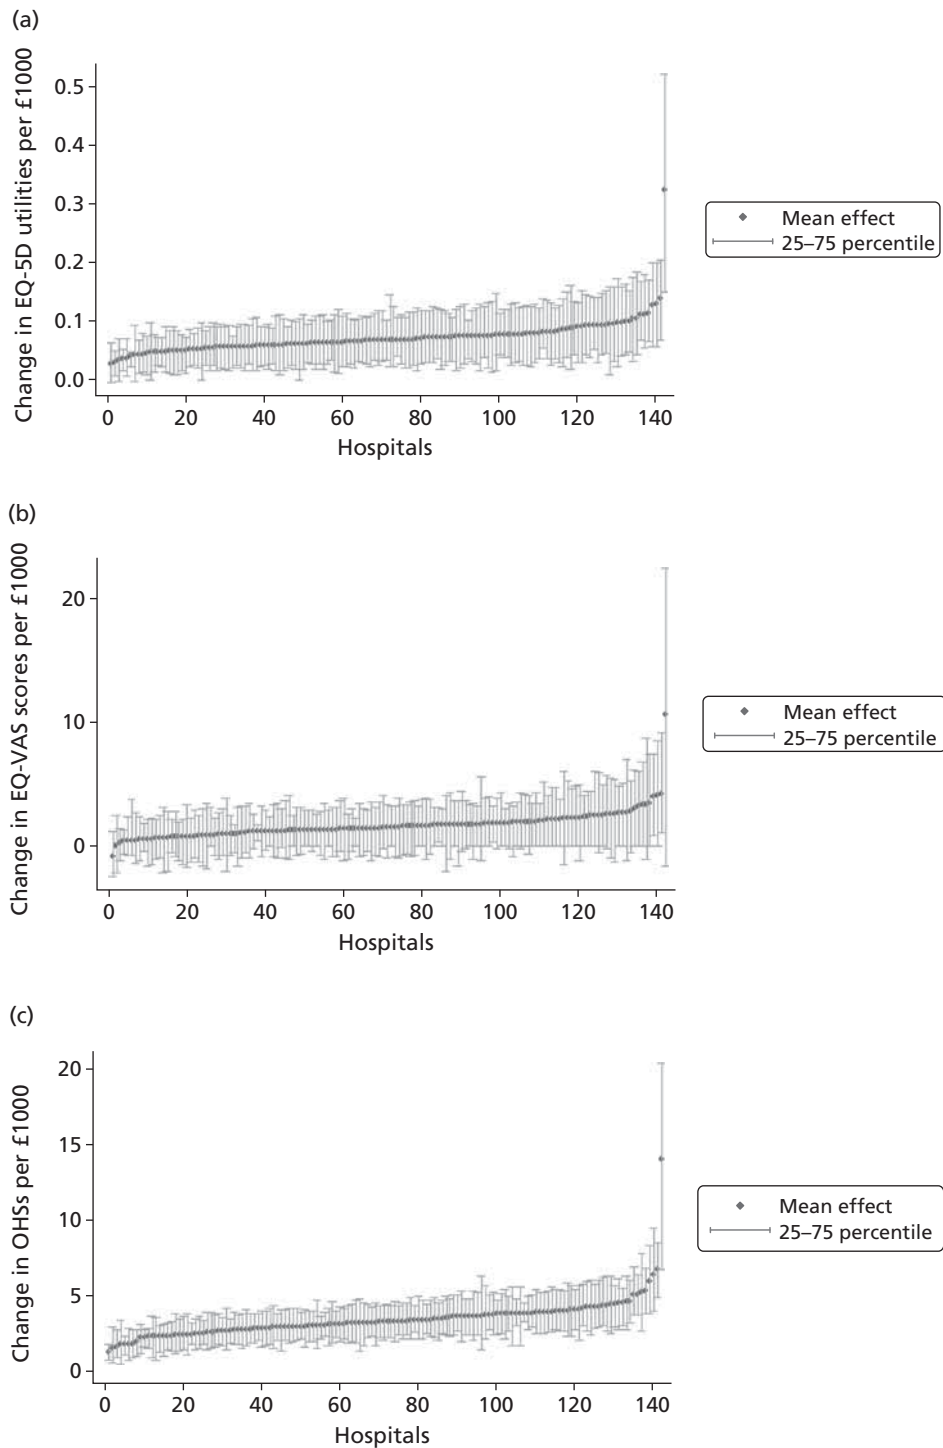 (a)
Change in EQ-5D utilities per £1000
0.5
0.4
0.3
0.2
0.1
0.0
0 20 40 60 80 100 120 140
Hospitals
Mean effect
25–75 percentile
(b)
Change in EQ-VAS scores per £1000
20
10
0
0 20 40 60 80 100 120 140
Hospitals
Mean effect
25–75 percentile
(c)
Change in OHSs per £1000
20
15
10
5
0
0 20 40 60 80 100 120 140
Hospitals
Mean effect
25–75 percentile